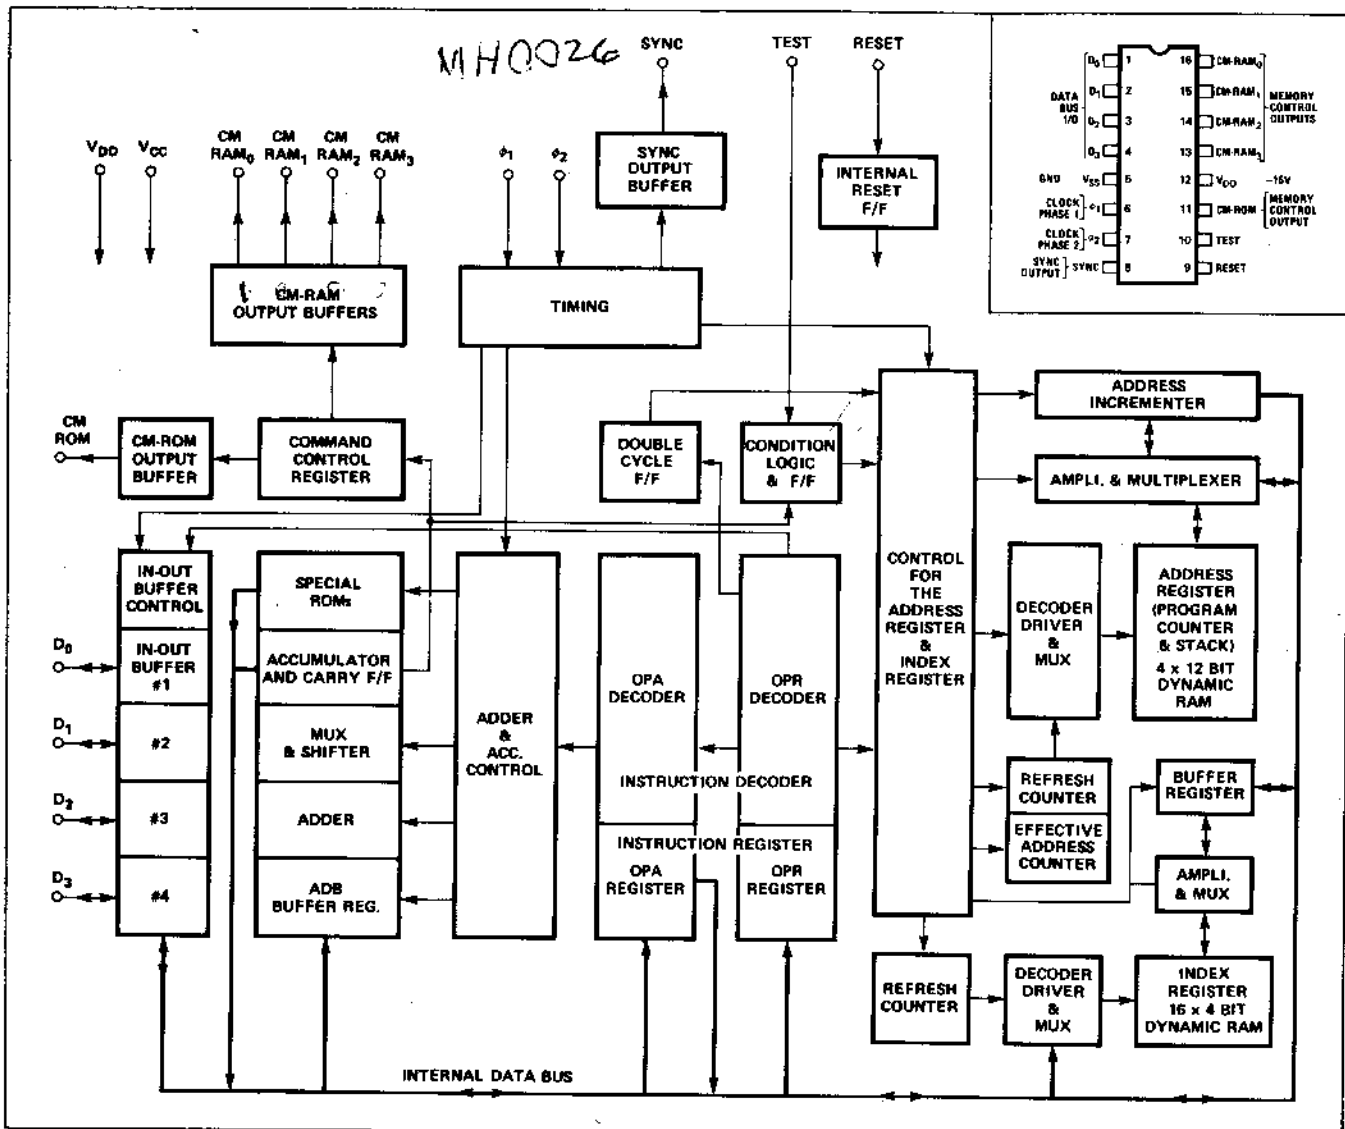 MH0026
SYNC
TEST
RESET
V_DD
V_CC
CM RAM₀
CM RAM₁
CM RAM₂
CM RAM₃
φ₁
φ₂
SYNC
OUTPUT
BUFFER
INTERNAL
RESET
F/F
D₀ 1
D₁ 2
D₂ 3
D₃ 4
DATA
BUS
I/O
GND V_SS 5
CLOCK
PHASE 1 φ₁ 6
CLOCK
PHASE 2 φ₂ 7
SYNC
OUTPUT SYNC 8
16 CM-RAM₀
15 CM-RAM₁
14 CM-RAM₂
13 CM-RAM₃
MEMORY
CONTROL
OUTPUTS
12 V_DD -15V
11 CM-ROM
MEMORY
CONTROL
OUTPUT
10 TEST
9 RESET
CM-RAM
OUTPUT BUFFERS
TIMING
CM
ROM
CM-ROM
OUTPUT
BUFFER
COMMAND
CONTROL
REGISTER
DOUBLE
CYCLE
F/F
CONDITION
LOGIC
& F/F
ADDRESS
INCREMENTER
AMPLI. & MULTIPLEXER
IN-OUT
BUFFER
CONTROL
D₀
IN-OUT
BUFFER
#1
D₁
#2
D₂
#3
D₃
#4
SPECIAL
ROMs
ACCUMULATOR
AND CARRY F/F
MUX
& SHIFTER
ADDER
ADB
BUFFER REG.
ADDER
&
ACC.
CONTROL
OPA
DECODER
OPR
DECODER
INSTRUCTION DECODER
INSTRUCTION REGISTER
OPA
REGISTER
OPR
REGISTER
CONTROL
FOR
THE
ADDRESS
REGISTER
&
INDEX
REGISTER
DECODER
DRIVER
&
MUX
ADDRESS
REGISTER
(PROGRAM
COUNTER
& STACK)
4 x 12 BIT
DYNAMIC
RAM
REFRESH
COUNTER
EFFECTIVE
ADDRESS
COUNTER
BUFFER
REGISTER
AMPLI.
& MUX
REFRESH
COUNTER
DECODER
DRIVER
&
MUX
INDEX
REGISTER
16 x 4 BIT
DYNAMIC RAM
INTERNAL DATA BUS